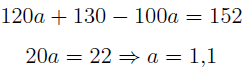 120a + 130 − 100a = 152
20a = 22 ⇒ a = 1,1